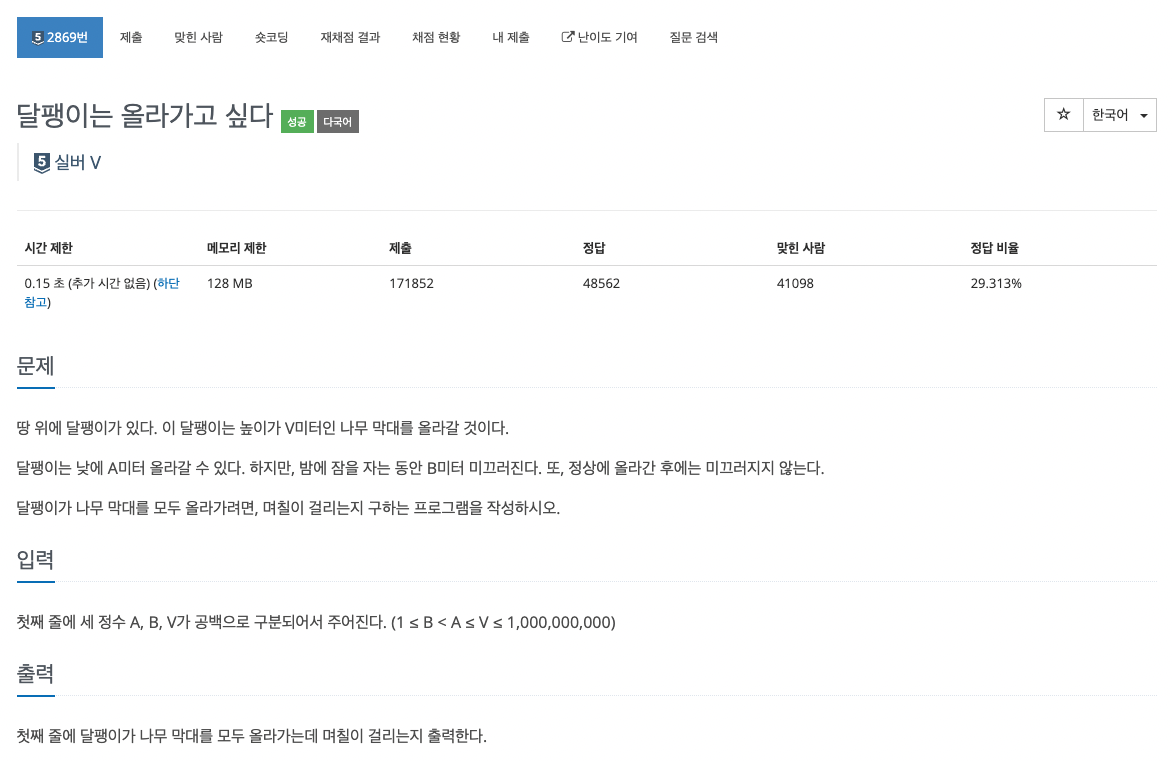 5 2869번 제출 맞힌 사람 숏코딩 재채점 결과 채점 현황 내 제출 난이도 기여 질문 검색
달팽이는 올라가고 싶다 성공 다국어 ☆ 한국어
5 실버 V
시간 제한 메모리 제한 제출 정답 맞힌 사람 정답 비율
0.15 초 (추가 시간 없음) (하단 128 MB 171852 48562 41098 29.313%
참고)
문제
땅 위에 달팽이가 있다. 이 달팽이는 높이가 V미터인 나무 막대를 올라갈 것이다.
달팽이는 낮에 A미터 올라갈 수 있다. 하지만, 밤에 잠을 자는 동안 B미터 미끄러진다. 또, 정상에 올라간 후에는 미끄러지지 않는다.
달팽이가 나무 막대를 모두 올라가려면, 며칠이 걸리는지 구하는 프로그램을 작성하시오.
입력
첫째 줄에 세 정수 A, B, V가 공백으로 구분되어서 주어진다. (1 ≤ B < A ≤ V ≤ 1,000,000,000)
출력
첫째 줄에 달팽이가 나무 막대를 모두 올라가는데 며칠이 걸리는지 출력한다.